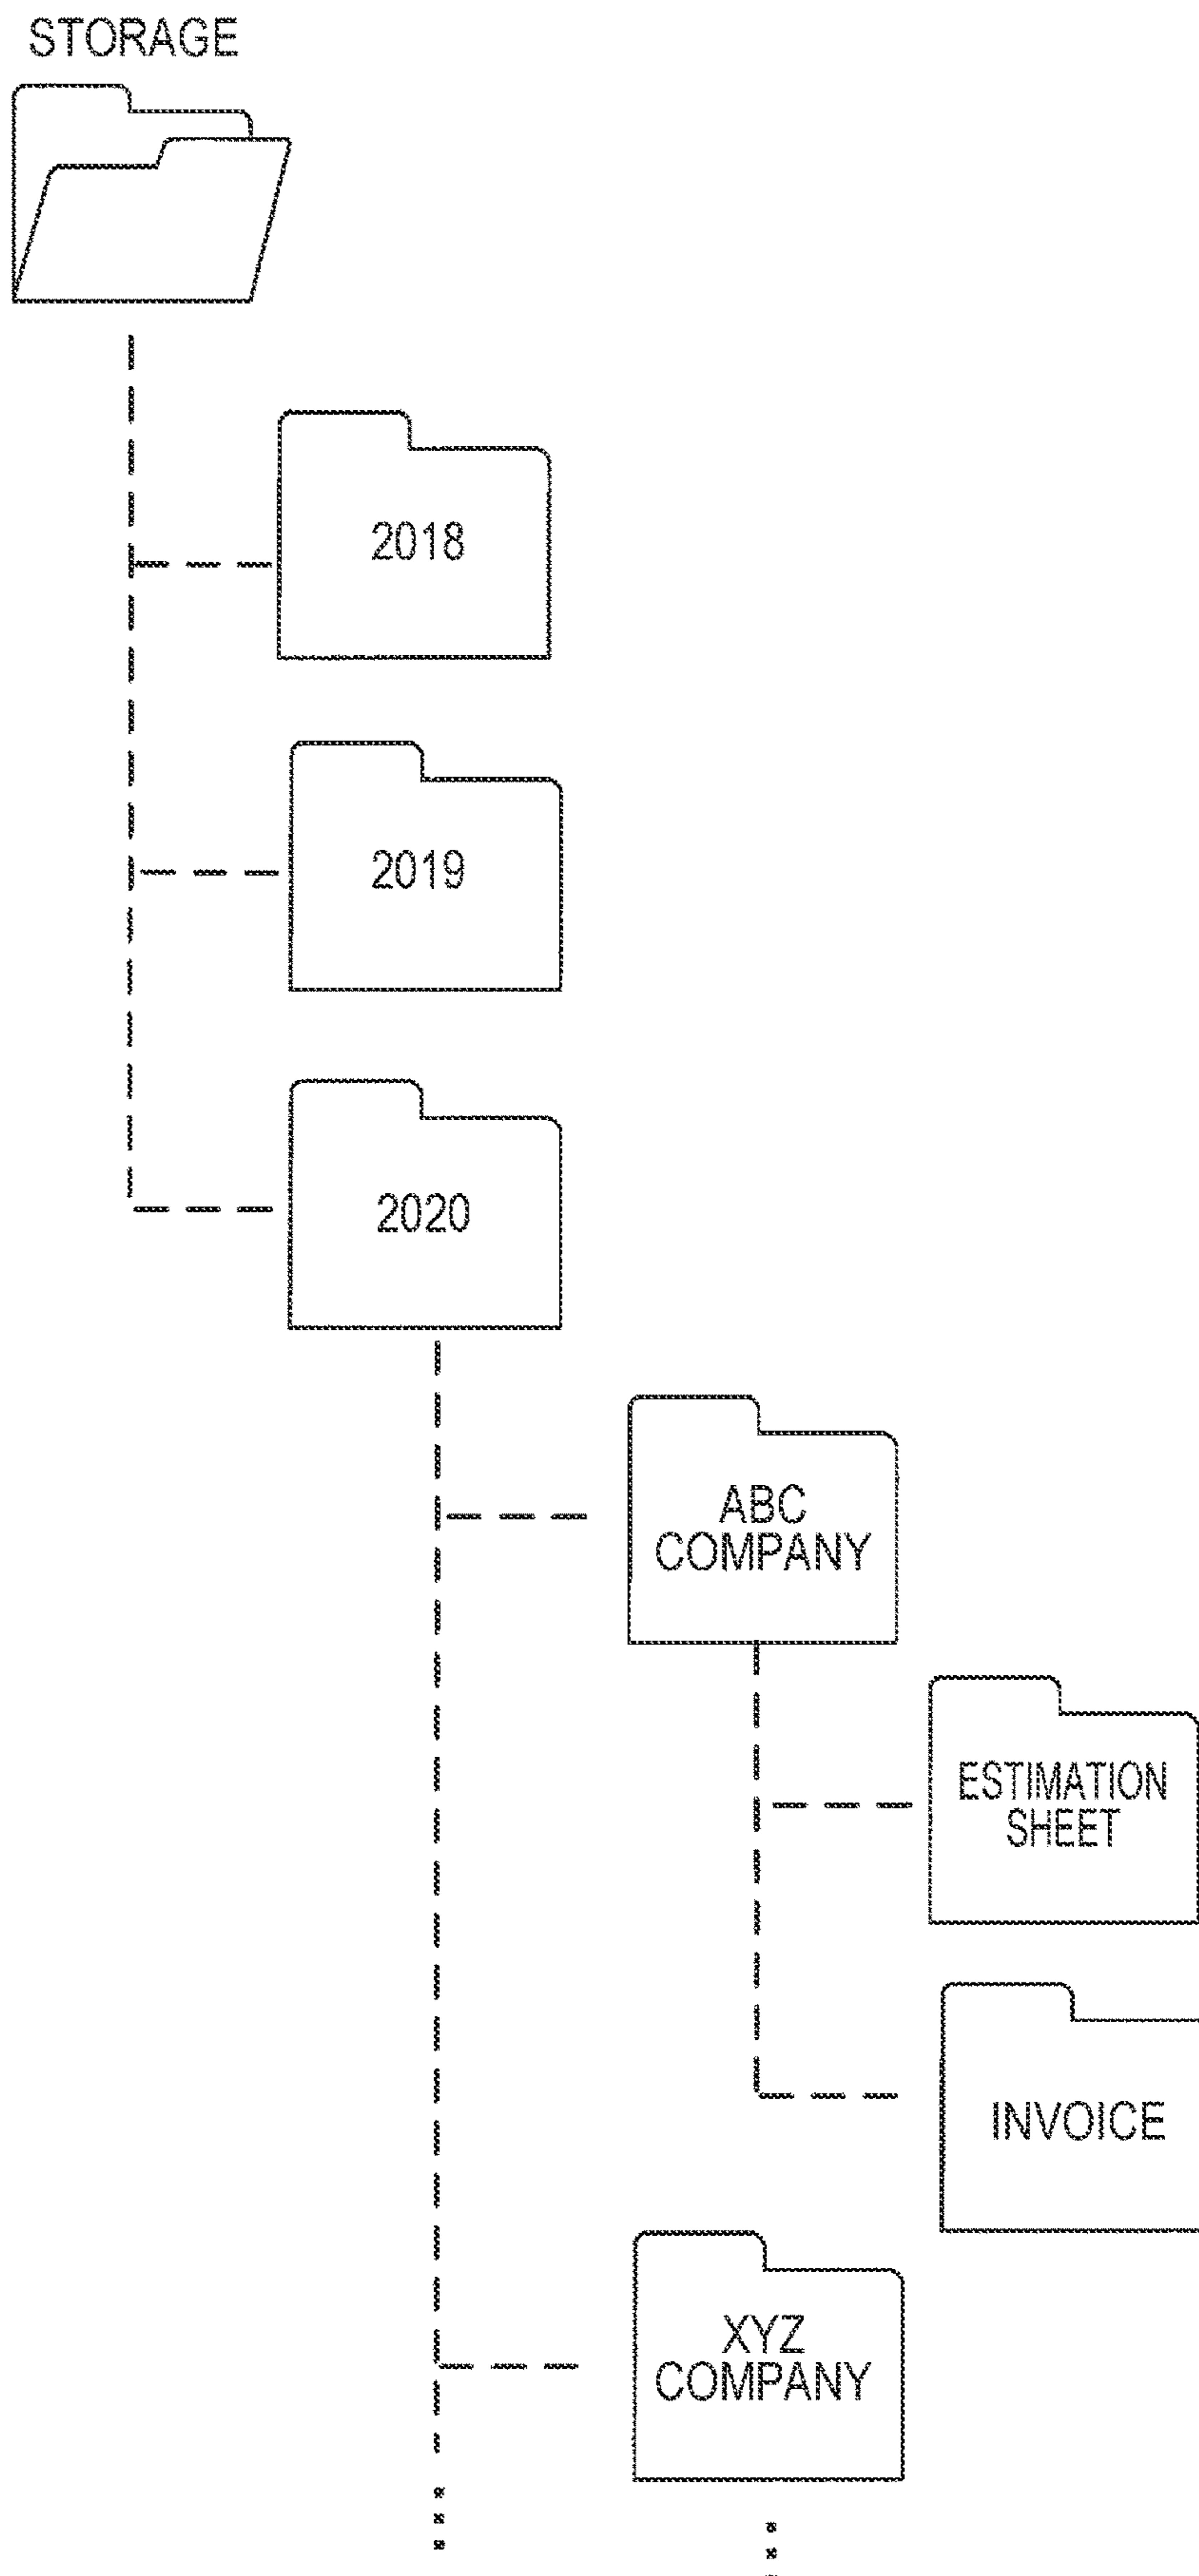 STORAGE
2018
2019
2020
ABC
COMPANY
ESTIMATION
SHEET
INVOICE
XYZ
COMPANY